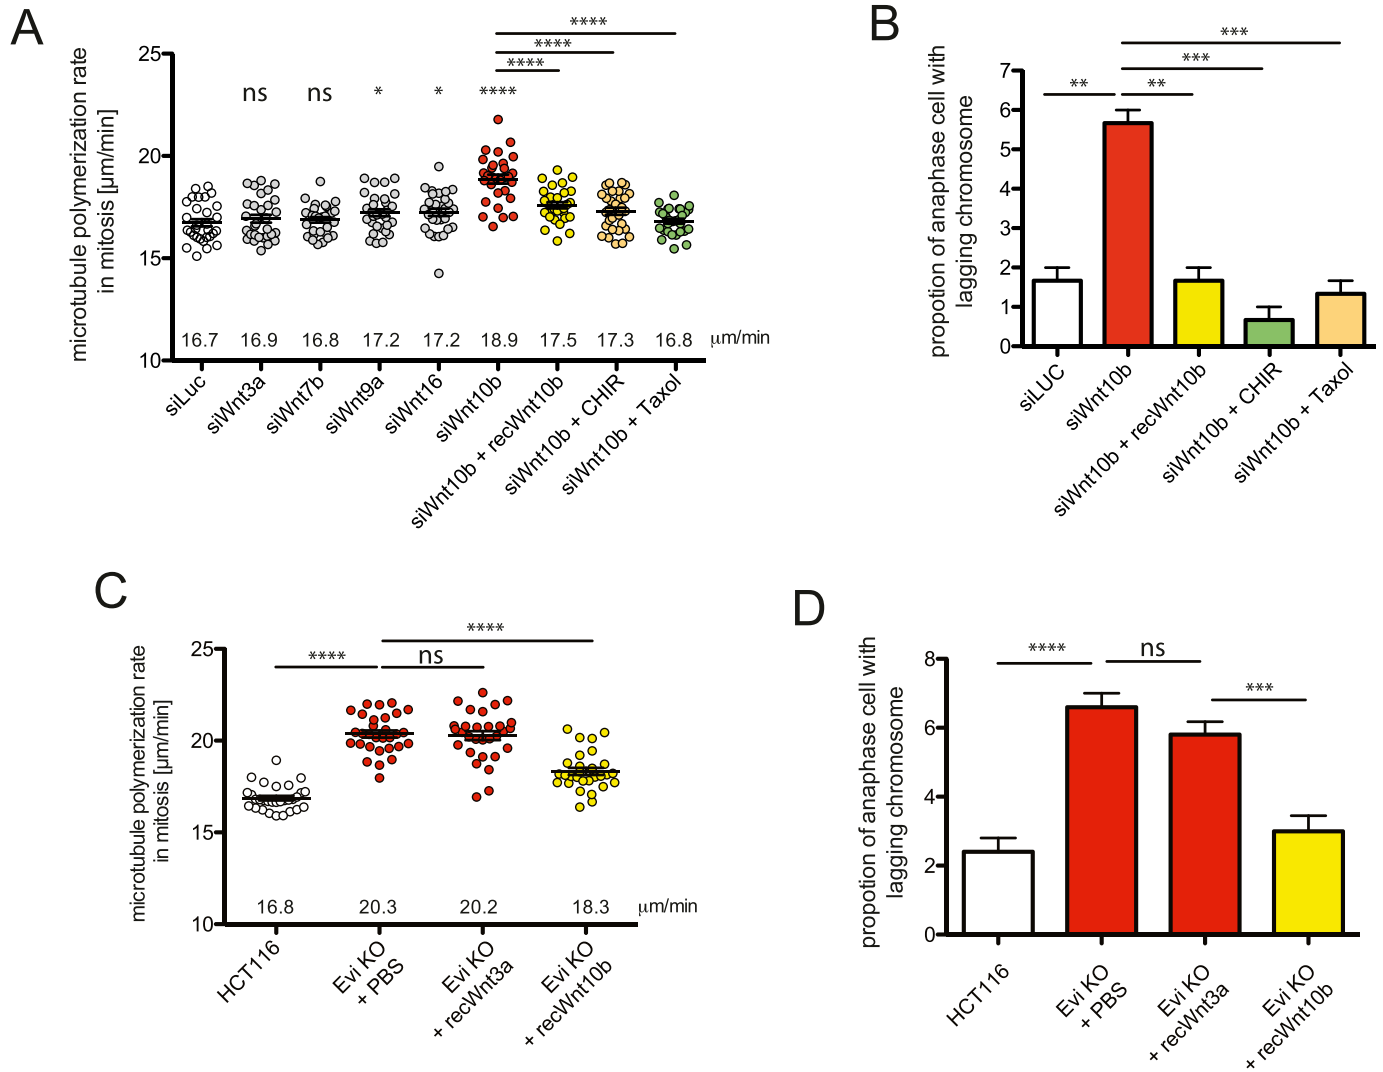 A
microtubule polymerization rate
in mitosis [µm/min]
25
20
15
10
****
****
****
ns
ns
*
*
****
16.7
16.9
16.8
17.2
17.2
18.9
17.5
17.3
16.8
µm/min
siLuc
siWnt3a
siWnt7b
siWnt9a
siWnt16
siWnt10b
siWnt10b + recWnt10b
siWnt10b + CHIR
siWnt10b + Taxol
B
propotion of anaphase cell with
lagging chromosome
7
6
5
4
3
2
1
0
***
***
**
**
siLUC
siWnt10b
siWnt10b + recWnt10b
siWnt10b + CHIR
siWnt10b + Taxol
C
microtubule polymerization rate
in mitosis [µm/min]
25
20
15
10
****
****
ns
16.8
20.3
20.2
18.3
µm/min
HCT116
Evi KO
+ PBS
Evi KO
+ recWnt3a
Evi KO
+ recWnt10b
D
propotion of anaphase cell with
lagging chromosome
8
6
4
2
0
****
ns
***
HCT116
Evi KO
+ PBS
Evi KO
+ recWnt3a
Evi KO
+ recWnt10b